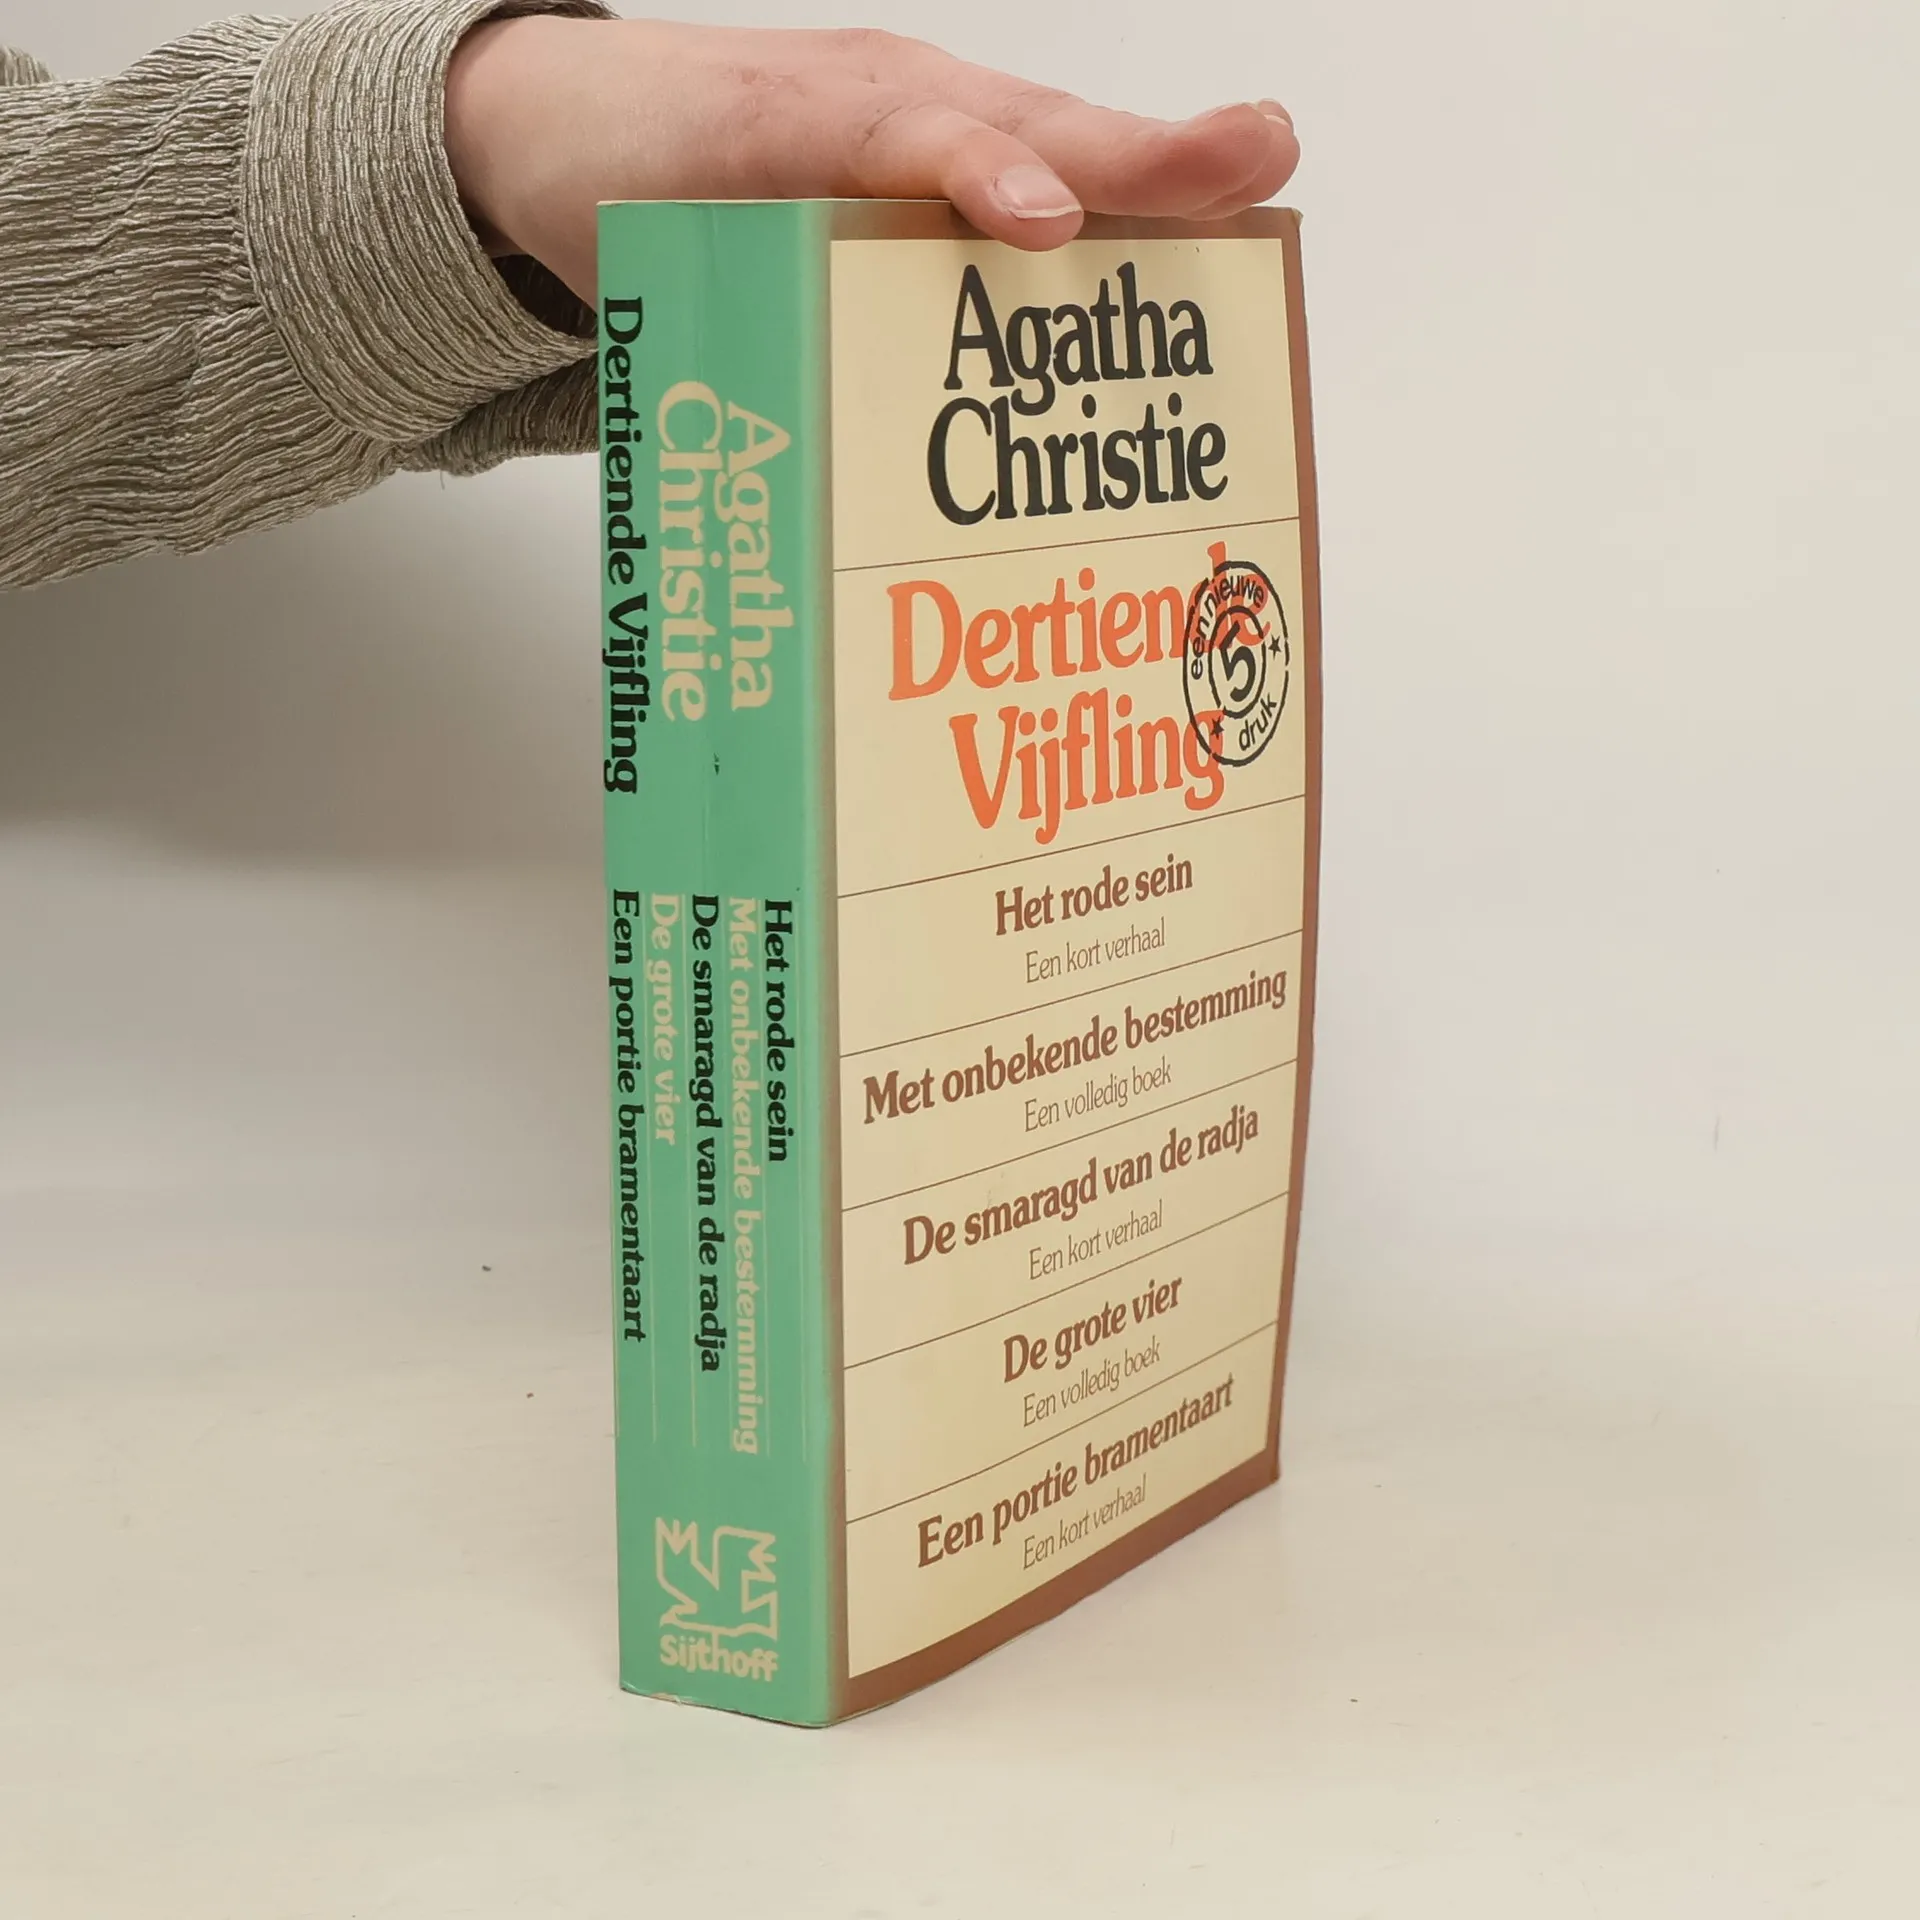 Agatha
Christie
Dertiende Vijfling
Het rode sein
Met onbekende bestemming
De smaragd van de radja
De grote vier
Een portie bramentaart
Sijthoff
Agatha
Christie
Dertiende
Vijfling
een nieuwe
5
druk
Het rode sein
Een kort verhaal
Met onbekende bestemming
Een volledig boek
De smaragd van de radja
Een kort verhaal
De grote vier
Een volledig boek
Een portie bramentaart
Een kort verhaal